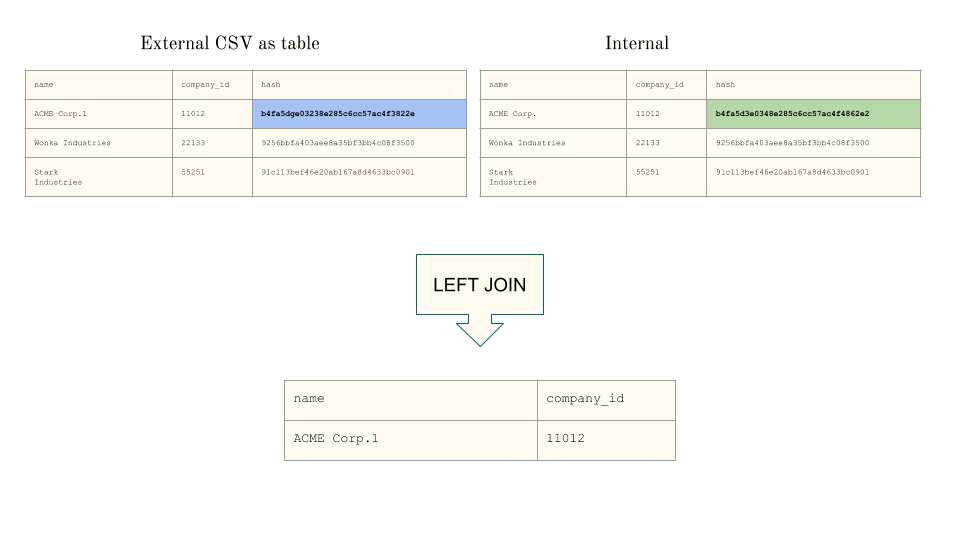 External CSV as table
Internal
name company_id hash
ACME Corp.1 11012 b4fa5dge03238e285c6cc57ac4f3822e
Wonka Industries 22133 9256bbfa403aee8a35bf3bb4c08f3500
Stark
Industries 55251 91c113bef46e20ab167a8d4633bc0901
name company_id hash
ACME Corp. 11012 b4fa5d3e0348e285c6cc57ac4f4862e2
Wonka Industries 22133 9256bbfa403aee8a35bf3bb4c08f3500
Stark
Industries 55251 91c113bef46e20ab167a8d4633bc0901
LEFT JOIN
name company_id
ACME Corp.1 11012